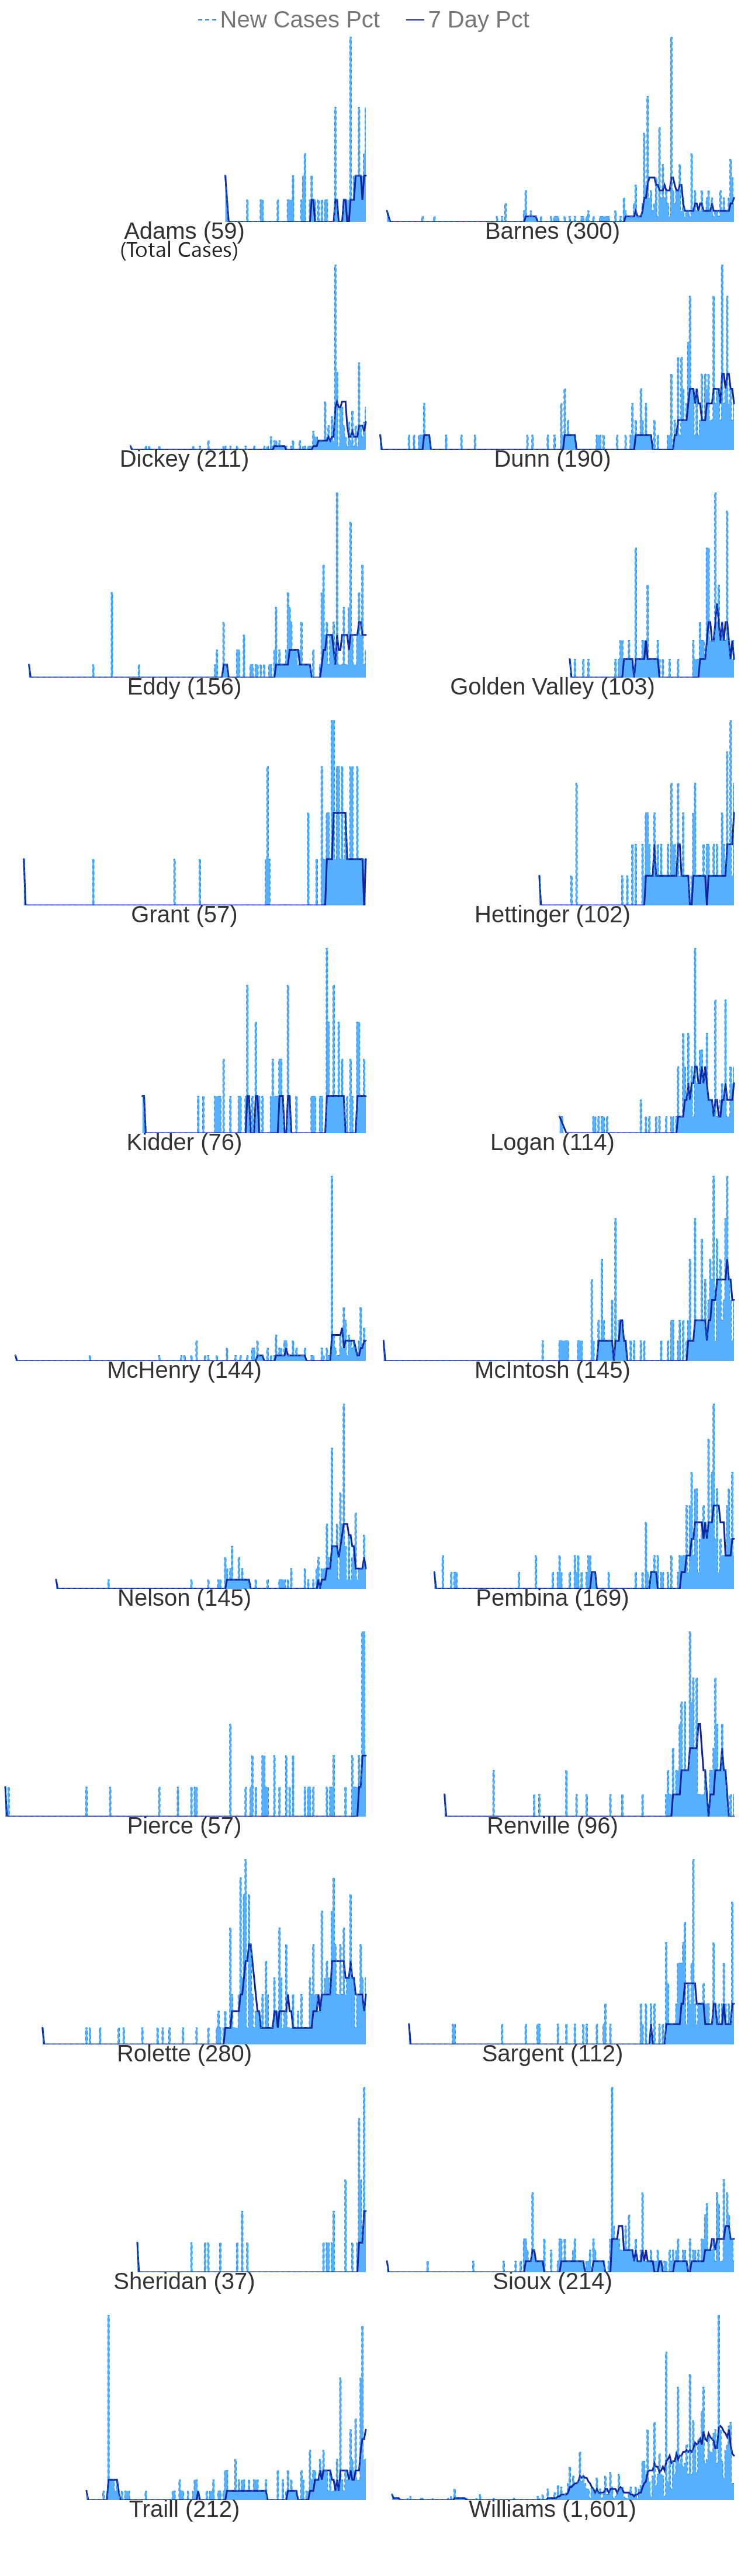 New Cases Pct 7 Day Pct
Adams (59) Barnes (300)
(Total Cases)
Dickey (211) Dunn (190)
Eddy (156) Golden Valley (103)
Grant (57) Hettinger (102)
Kidder (76) Logan (114)
McHenry (144) McIntosh (145)
Nelson (145) Pembina (169)
Pierce (57) Renville (96)
Rolette (280) Sargent (112)
Sheridan (37) Sioux (214)
Traill (212) Williams (1,601)